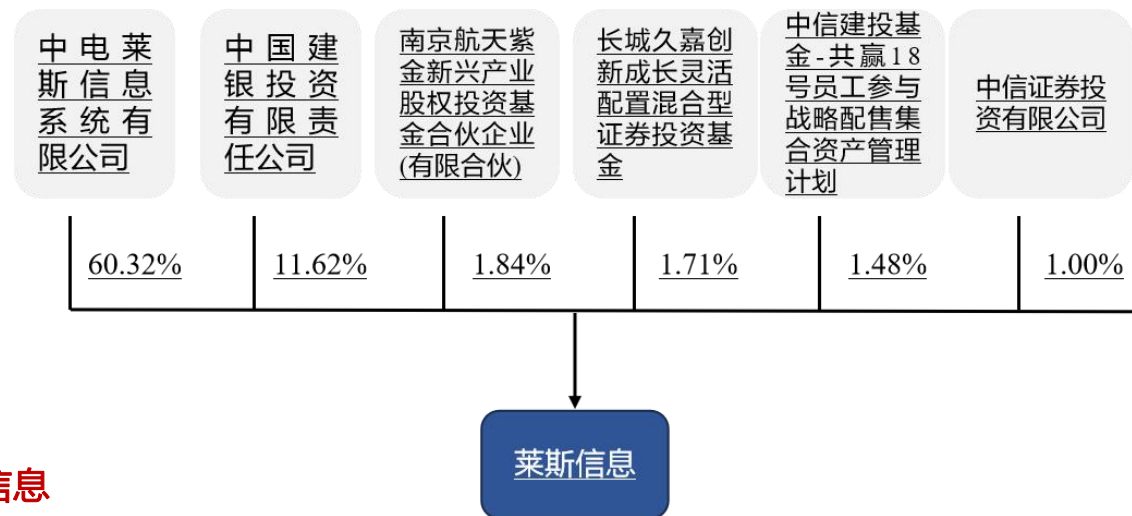 中电莱
斯信息
系统有
限公司
中国建
银投资
有限责
任公司
南京航天紫
金新兴产业
股权投资基
金合伙企业
(有限合伙)
长城久嘉创
新成长灵活
配置混合型
证券投资基
金
中信建投基
金-共赢18
号员工参与
战略配售集
合资产管理
计划
中信证券投
资有限公司
60.32%
11.62%
1.84%
1.71%
1.48%
1.00%
莱斯信息
信息